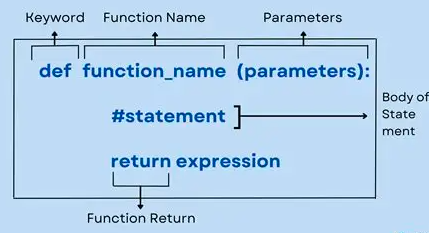 Keyword Function Name Parameters
def function_name (parameters):
#statement
Body of
State
ment
return expression
Function Return